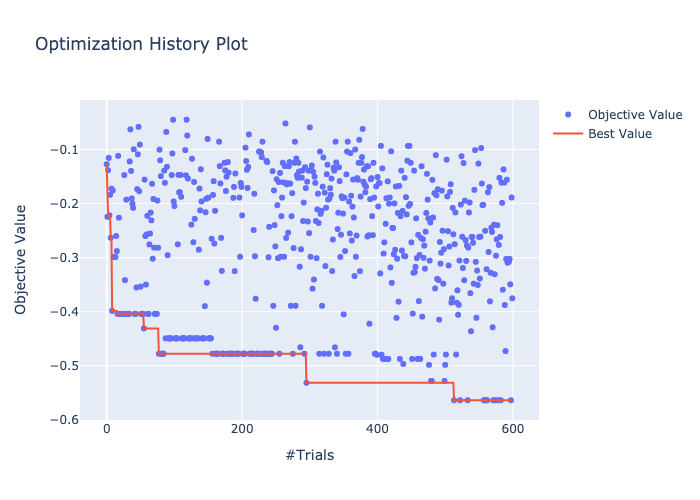 Optimization History Plot
Objective Value
Best Value
−0.1
−0.2
−0.3
−0.4
−0.5
−0.6
Objective Value
0
200
400
600
#Trials